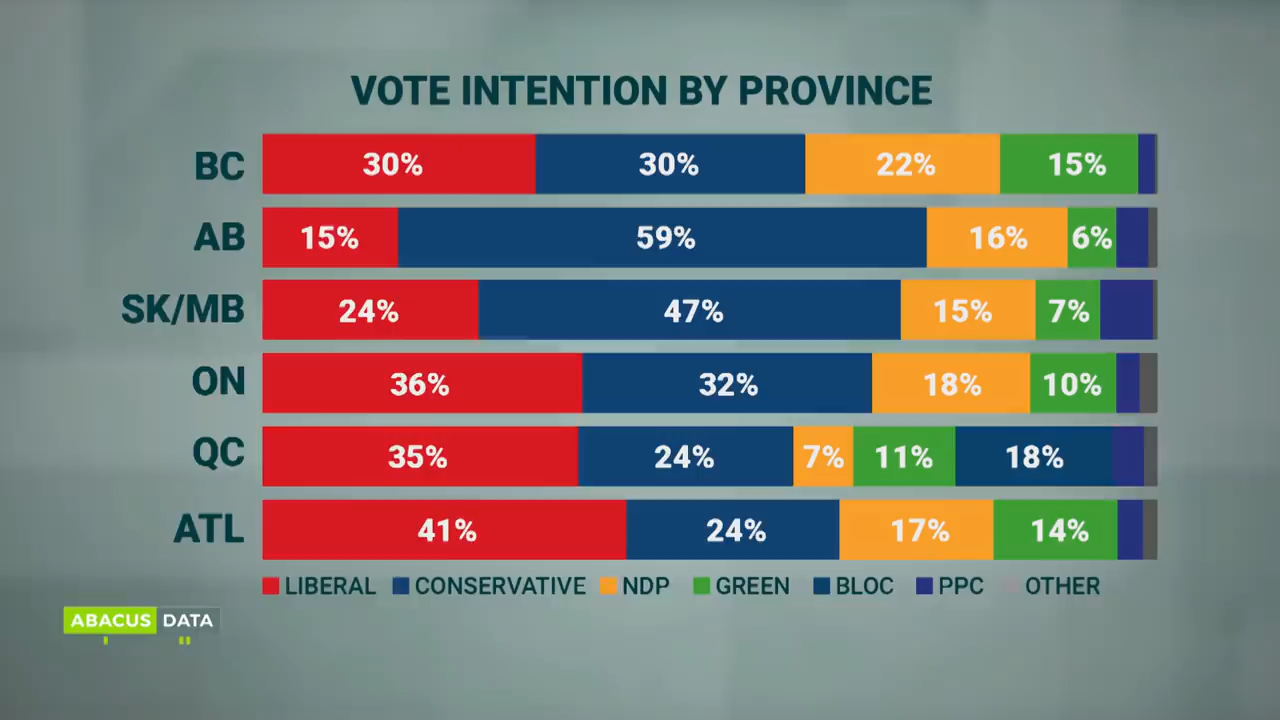 VOTE INTENTION BY PROVINCE
BC 30% 30% 22% 15%
AB 15% 59% 16% 6%
SK/MB 24% 47% 15% 7%
ON 36% 32% 18% 10%
QC 35% 24% 7% 11% 18%
ATL 41% 24% 17% 14%
LIBERAL CONSERVATIVE NDP GREEN BLOC PPC OTHER
ABACUS DATA